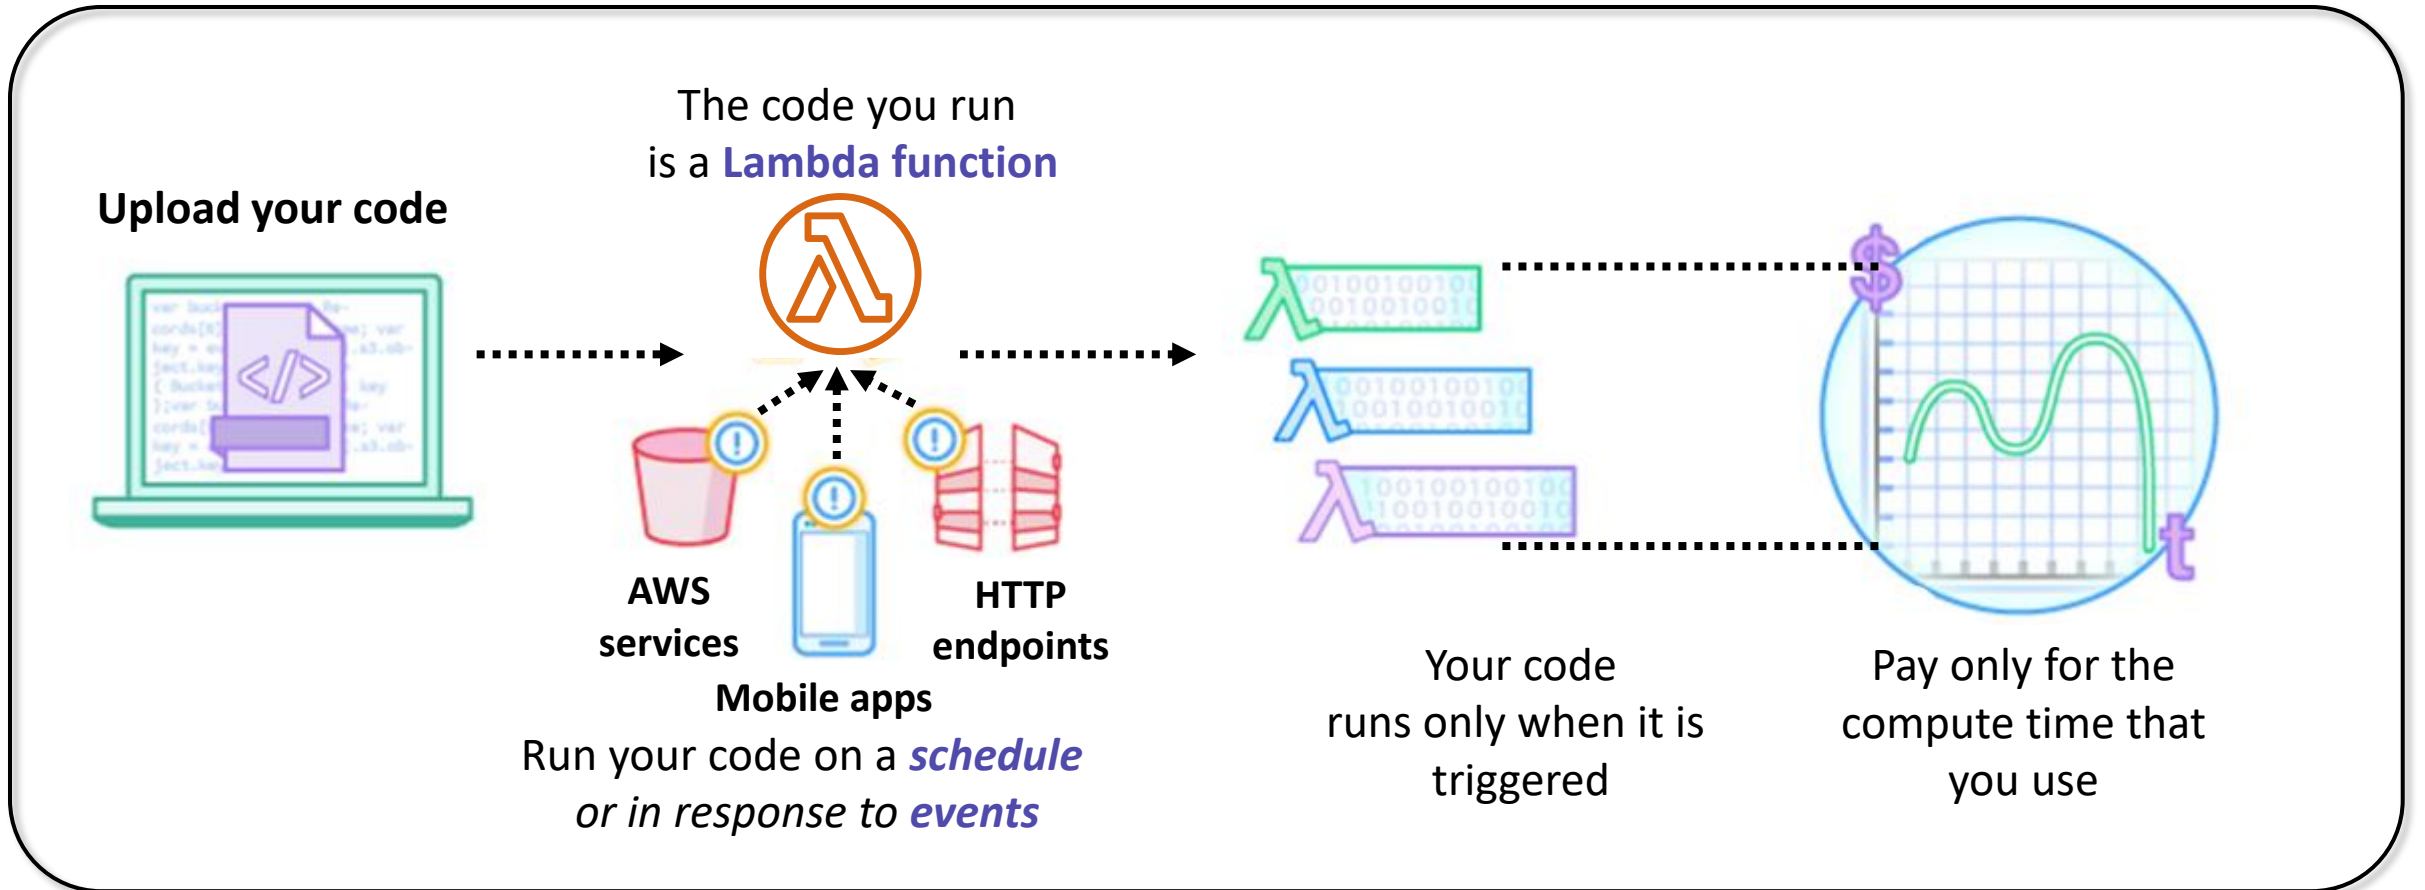 The code you run
is a Lambda function
Upload your code
AWS
services
HTTP
endpoints
Mobile apps
Run your code on a schedule
or in response to events
Your code
runs only when it is
triggered
Pay only for the
compute time that
you use
$
t